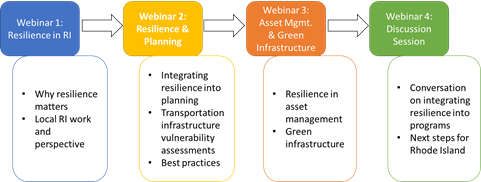 Webinar 1:
Resilience in RI
Webinar 2:
Resilience &
Planning
Webinar 3:
Asset Mgmt.
& Green
Infrastructure
Webinar 4:
Discussion
Session
• Why resilience
matters
• Local RI work
and
perspective
• Integrating
resilience into
planning
• Transportation
infrastructure
vulnerability
assessments
• Best practices
• Resilience in
asset
management
• Green
infrastructure
• Conversation
on integrating
resilience into
programs
• Next steps for
Rhode Island